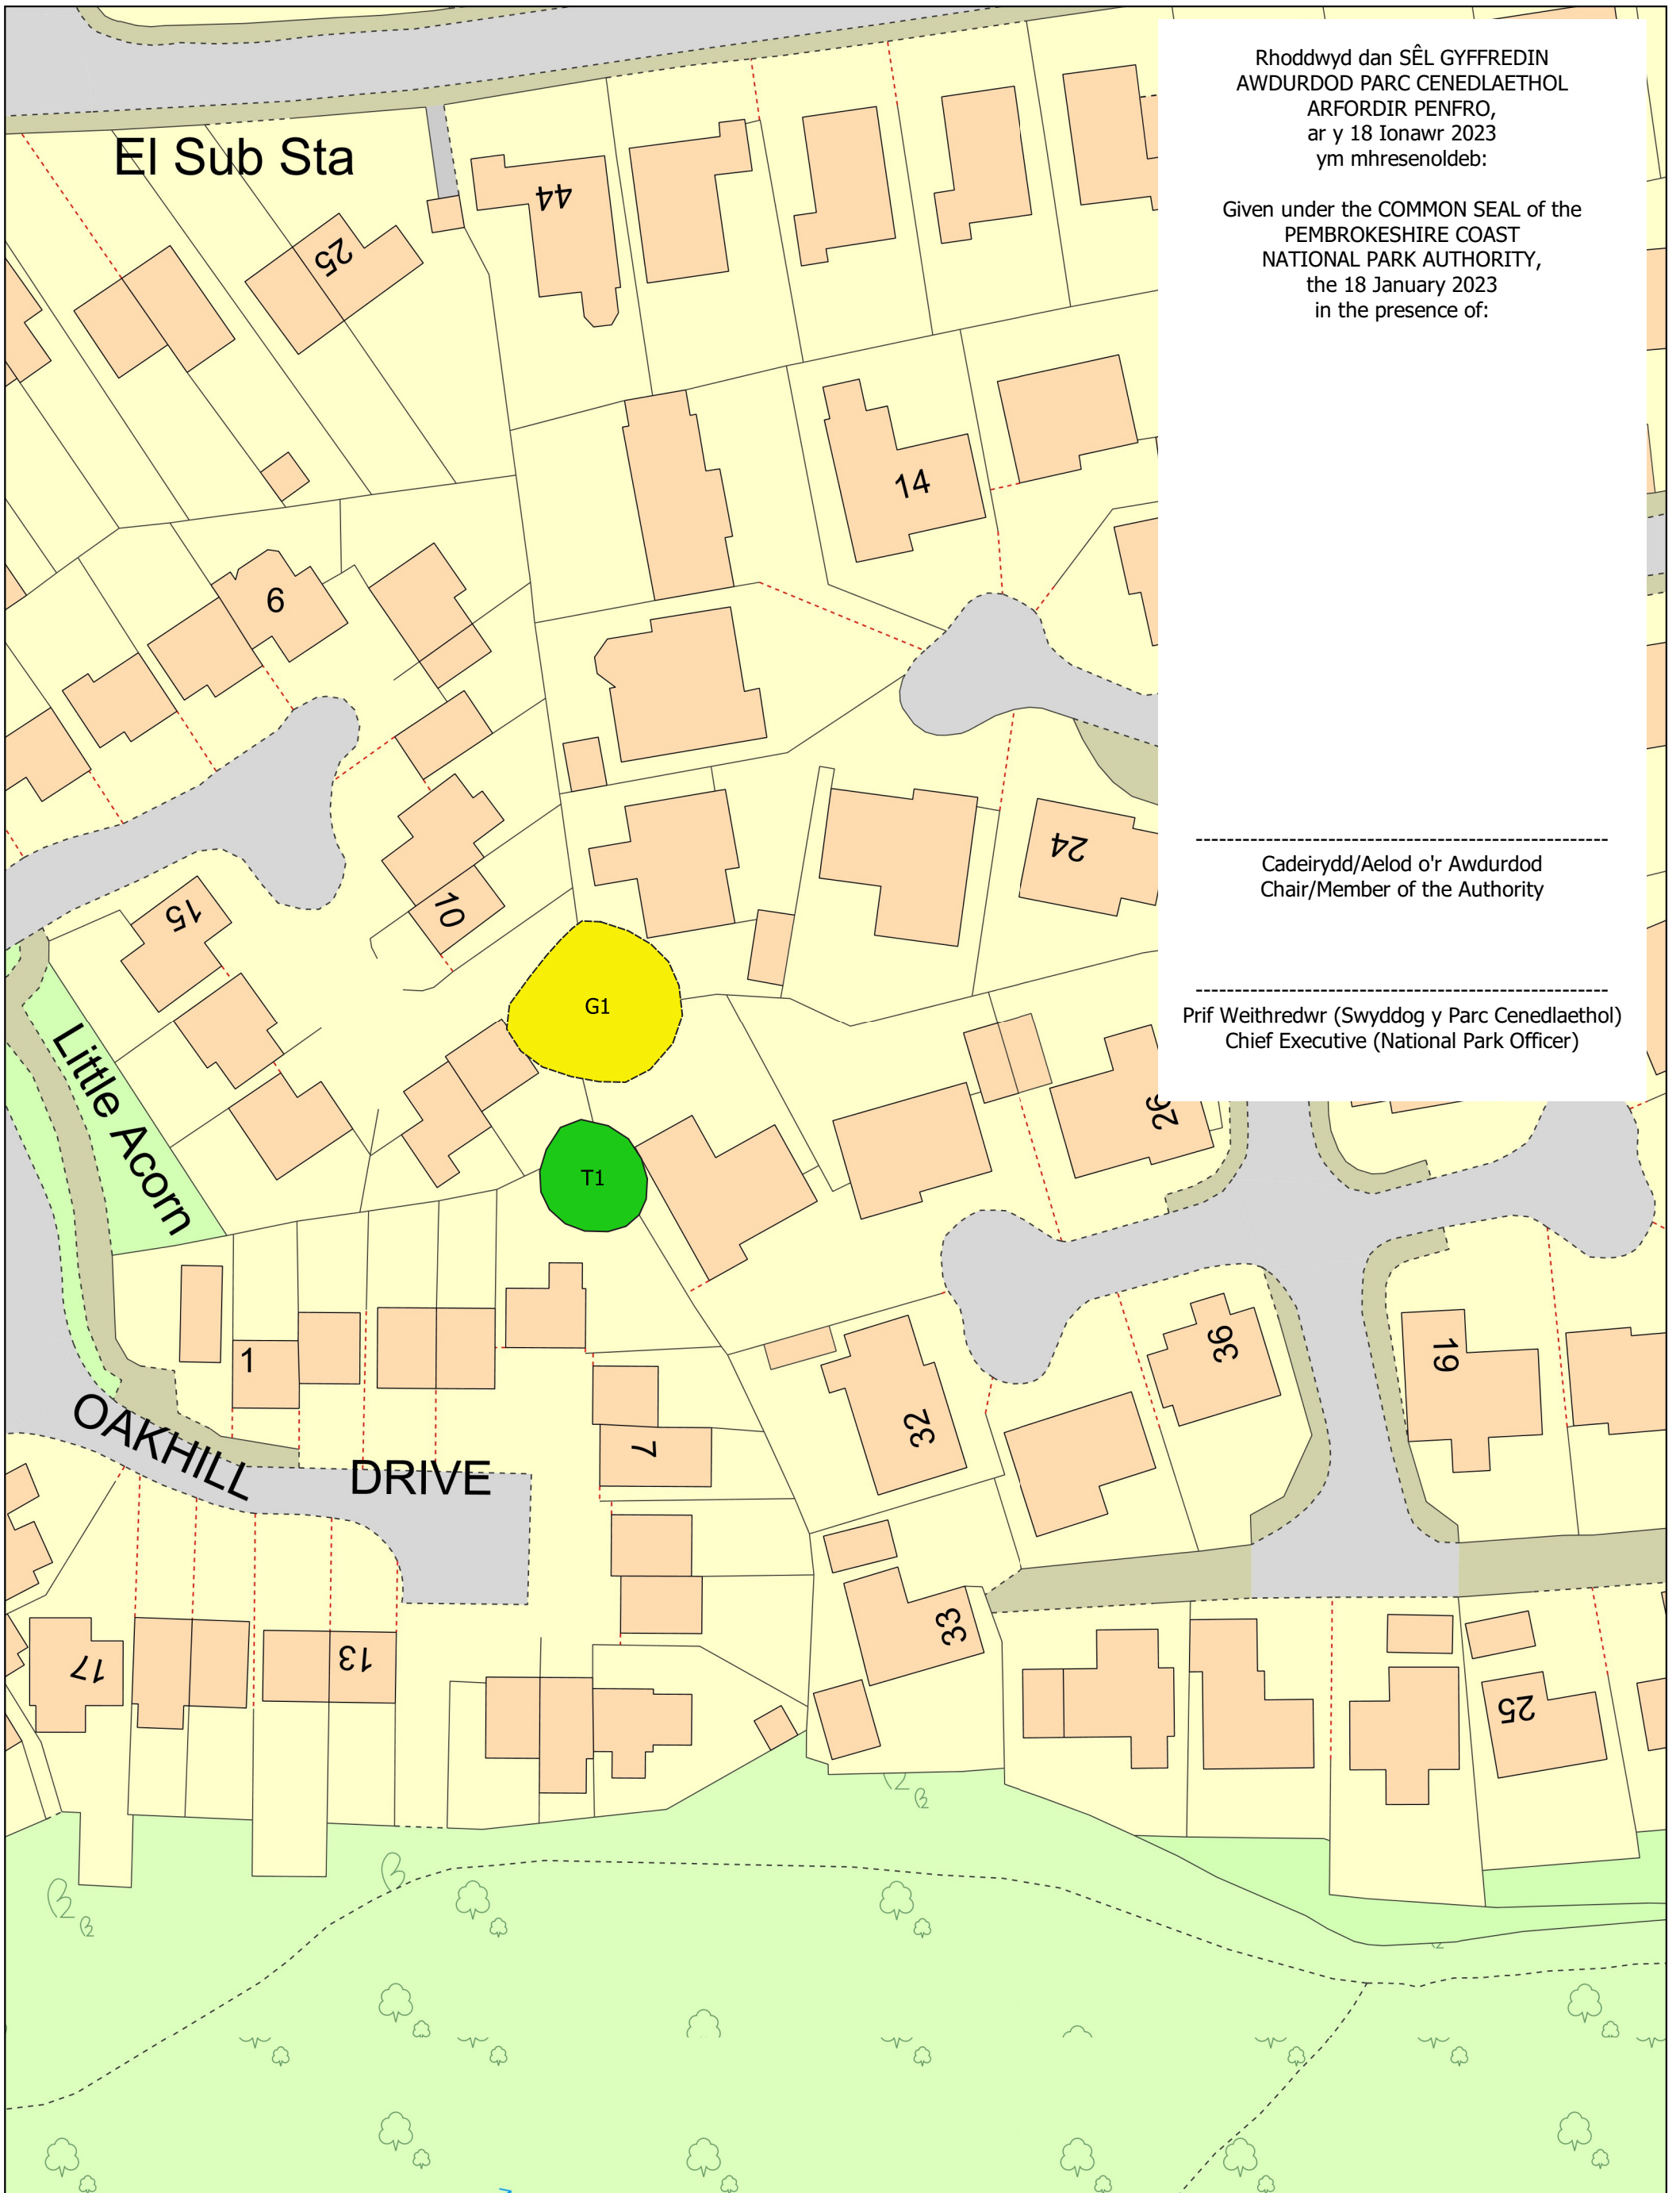 Rhoddwyd dan SÊL GYFFREDIN
AWDURDOD PARC CENEDLAETHOL
ARFORDIR PENFRO,
ar y 18 Ionawr 2023
ym mhresenoldeb:
Given under the COMMON SEAL of the
PEMBROKESHIRE COAST
NATIONAL PARK AUTHORITY,
the 18 January 2023
in the presence of:
Cadeirydd/Aelod o'r Awdurdod
Chair/Member of the Authority
Prif Weithredwr (Swyddog y Parc Cenedlaethol)
Chief Executive (National Park Officer)
El Sub Sta
44
25
14
6
24
15
10
G1
Little Acorn
26
T1
1
36
19
OAKHILL DRIVE
32
7
33
17
13
25